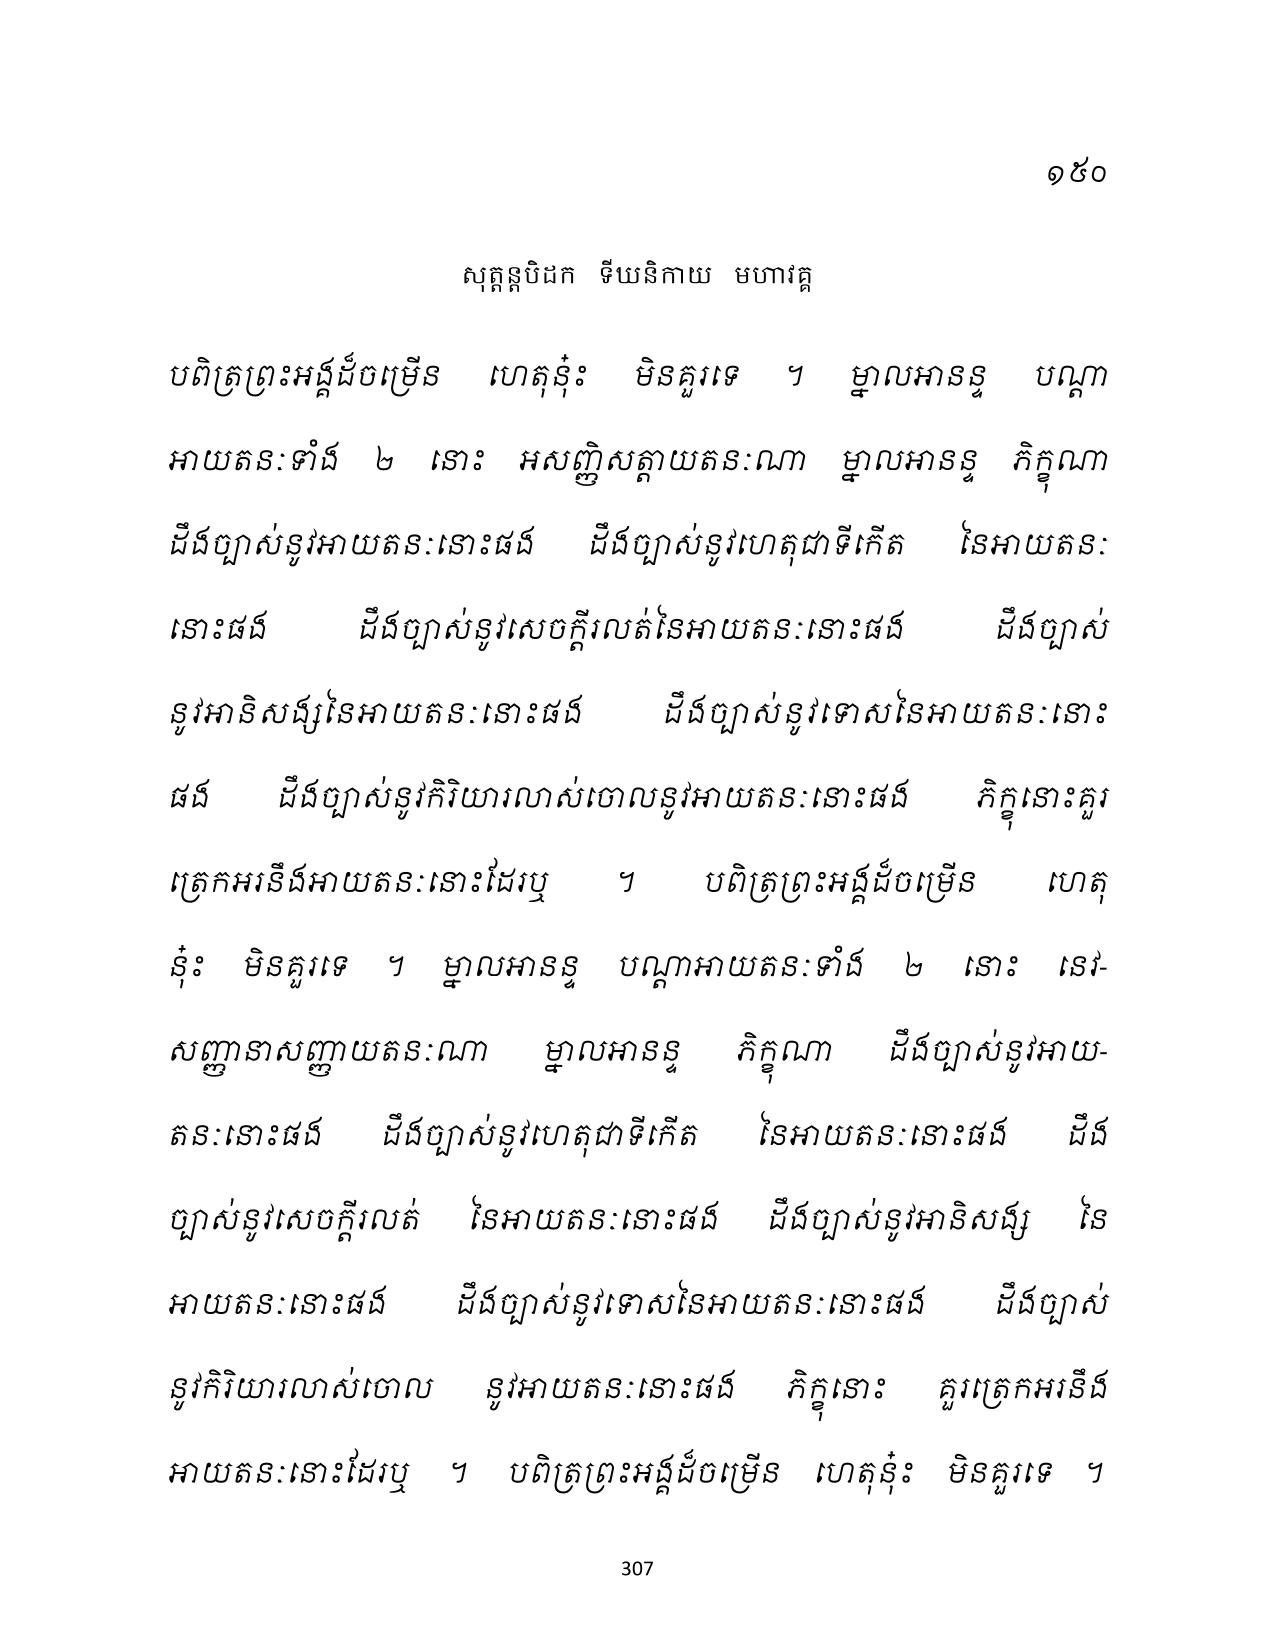 ១៥០
សុត្តន្តបិដក ទីឃនិកាយ មហាវគ្គ
បពិត្រព្រះអង្គដ៏ចម្រើន ហេតុនុ៎ះ មិនគួរទេ ។ ម្នាលអានន្ទ បណ្តា
អាយតនៈទាំង ២ នោះ អសញ្ញិសត្តាយតនៈណា ម្នាលអានន្ទ ភិក្ខុណា
ដឹងច្បាស់នូវអាយតនៈនោះផង ដឹងច្បាស់នូវហេតុជាទីកើត នៃអាយតនៈ
នោះផង ដឹងច្បាស់នូវសេចក្តីរលត់នៃអាយតនៈនោះផង ដឹងច្បាស់
នូវអានិសង្សនៃអាយតនៈនោះផង ដឹងច្បាស់នូវទោសនៃអាយតនៈនោះ
ផង ដឹងច្បាស់នូវកិរិយារលាស់ចោលនូវអាយតនៈនោះផង ភិក្ខុនោះគួរ
ត្រេកអរនឹងអាយតនៈនោះដែរឬ ។ បពិត្រព្រះអង្គដ៏ចម្រើន ហេតុ
នុ៎ះ មិនគួរទេ ។ ម្នាលអានន្ទ បណ្តាអាយតនៈទាំង ២ នោះ នេវ-
សញ្ញានាសញ្ញាយតនៈណា ម្នាលអានន្ទ ភិក្ខុណា ដឹងច្បាស់នូវអាយ-
តនៈនោះផង ដឹងច្បាស់នូវហេតុជាទីកើត នៃអាយតនៈនោះផង ដឹង
ច្បាស់នូវសេចក្តីរលត់ នៃអាយតនៈនោះផង ដឹងច្បាស់នូវអានិសង្ស នៃ
អាយតនៈនោះផង ដឹងច្បាស់នូវទោសនៃអាយតនៈនោះផង ដឹងច្បាស់
នូវកិរិយារលាស់ចោល នូវអាយតនៈនោះផង ភិក្ខុនោះ គួរត្រេកអរនឹង
អាយតនៈនោះដែរឬ ។ បពិត្រព្រះអង្គដ៏ចម្រើន ហេតុនុ៎ះ មិនគួរទេ ។
307